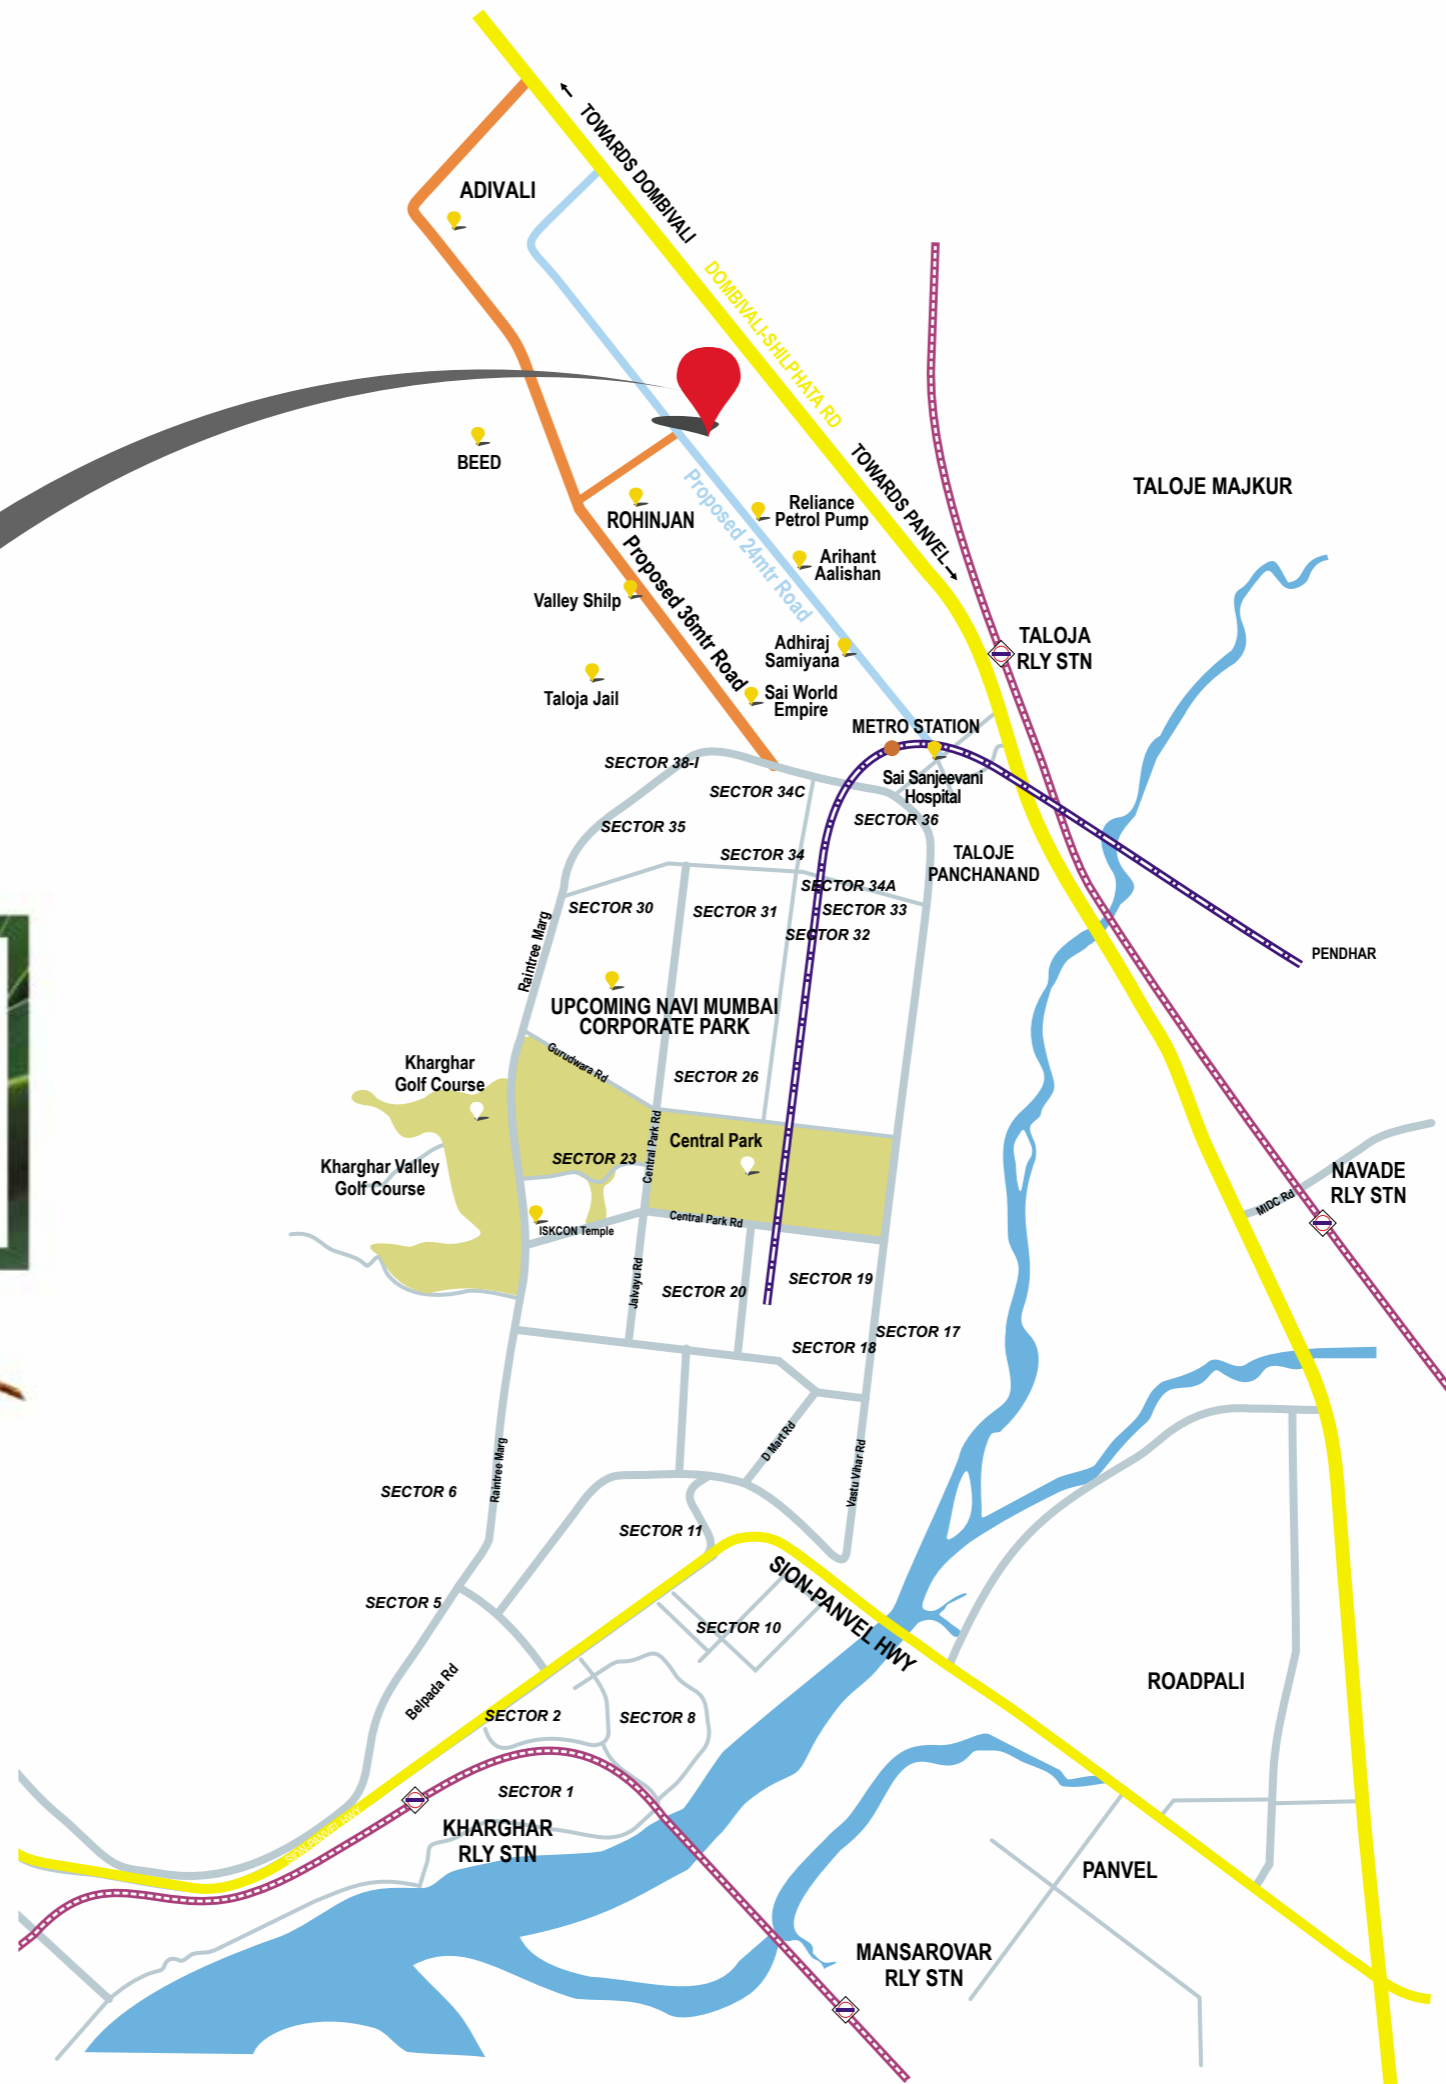 TOWARDS DOMBIVALI
ADIVALI
DOMBIVALI-SHILPHATA RD
TOWARDS PANVEL
BEED
TALOJE MAJKUR
ROHINJAN
Reliance
Petrol Pump
Proposed 24mtr Road
Arihant
Aalishan
Proposed 36mtr Road
Valley Shilp
TALOJA
RLY STN
Adhiraj
Samiyana
Taloja Jail
Sai World
Empire
METRO STATION
SECTOR 38-I
Sai Sanjeevani
Hospital
SECTOR 34C
SECTOR 36
SECTOR 35
SECTOR 34
TALOJE
PANCHANAND
SECTOR 34A
SECTOR 30
SECTOR 31
SECTOR 33
SECTOR 32
Raintree Marg
PENDHAR
UPCOMING NAVI MUMBAI
CORPORATE PARK
Gurudwara Rd
Kharghar
Golf Course
SECTOR 26
Central Park Rd
Central Park
SECTOR 23
Kharghar Valley
Golf Course
NAVADE
RLY STN
MIDC Rd
Central Park Rd
ISKCON Temple
Jalvayu Rd
SECTOR 20
SECTOR 19
SECTOR 17
SECTOR 18
D Mart Rd
Raintree Marg
Vastu Vihar Rd
SECTOR 6
SECTOR 11
SION-PANVEL HWY
SECTOR 5
SECTOR 10
Belpada Rd
ROADPALI
SECTOR 2
SECTOR 8
SECTOR 1
SION-PANVEL HWY
KHARGHAR
RLY STN
PANVEL
MANSAROVAR
RLY STN